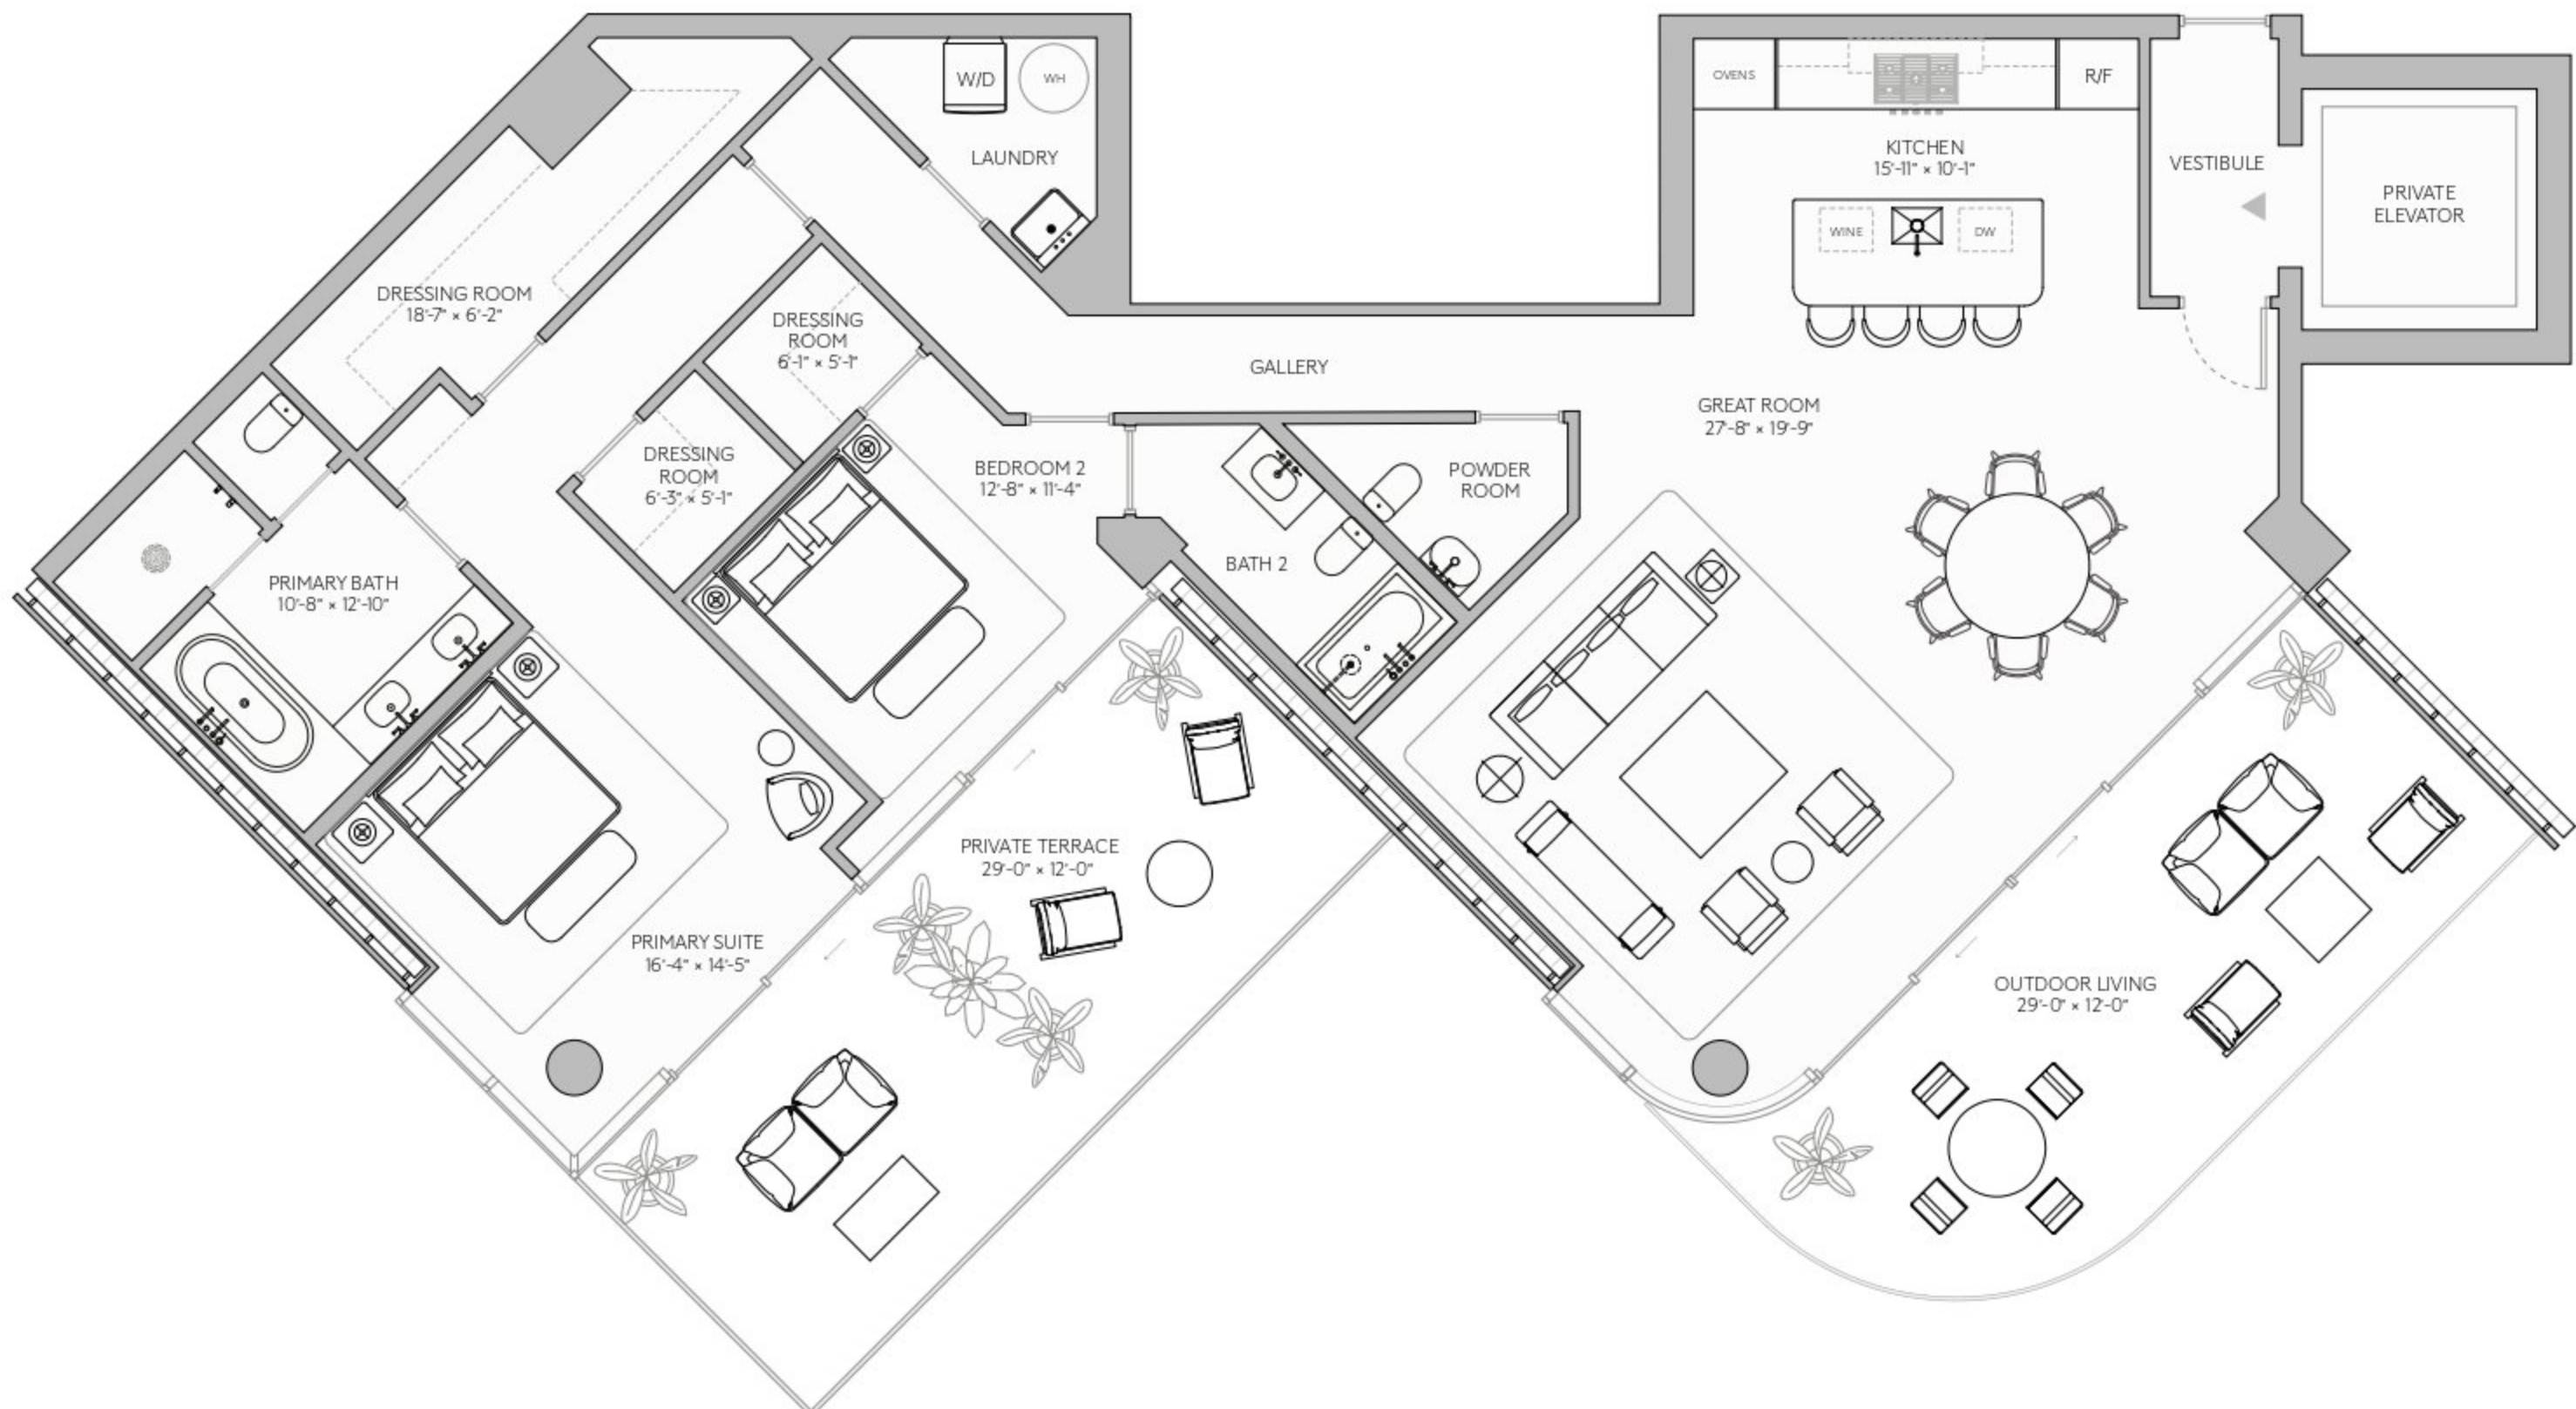 W/D
WH
LAUNDRY
OVENS
R/F
KITCHEN
15'-11" × 10'-1"
VESTIBULE
PRIVATE
ELEVATOR
WINE
DW
DRESSING ROOM
18'-7" × 6'-2"
DRESSING
ROOM
6'-1" × 5'-1"
GALLERY
GREAT ROOM
27'-8" × 19'-9"
DRESSING
ROOM
6'-3" × 5'-1"
BEDROOM 2
12'-8" × 11'-4"
POWDER
ROOM
BATH 2
PRIMARY BATH
10'-8" × 12'-10"
PRIVATE TERRACE
29'-0" × 12'-0"
PRIMARY SUITE
16'-4" × 14'-5"
OUTDOOR LIVING
29'-0" × 12'-0"